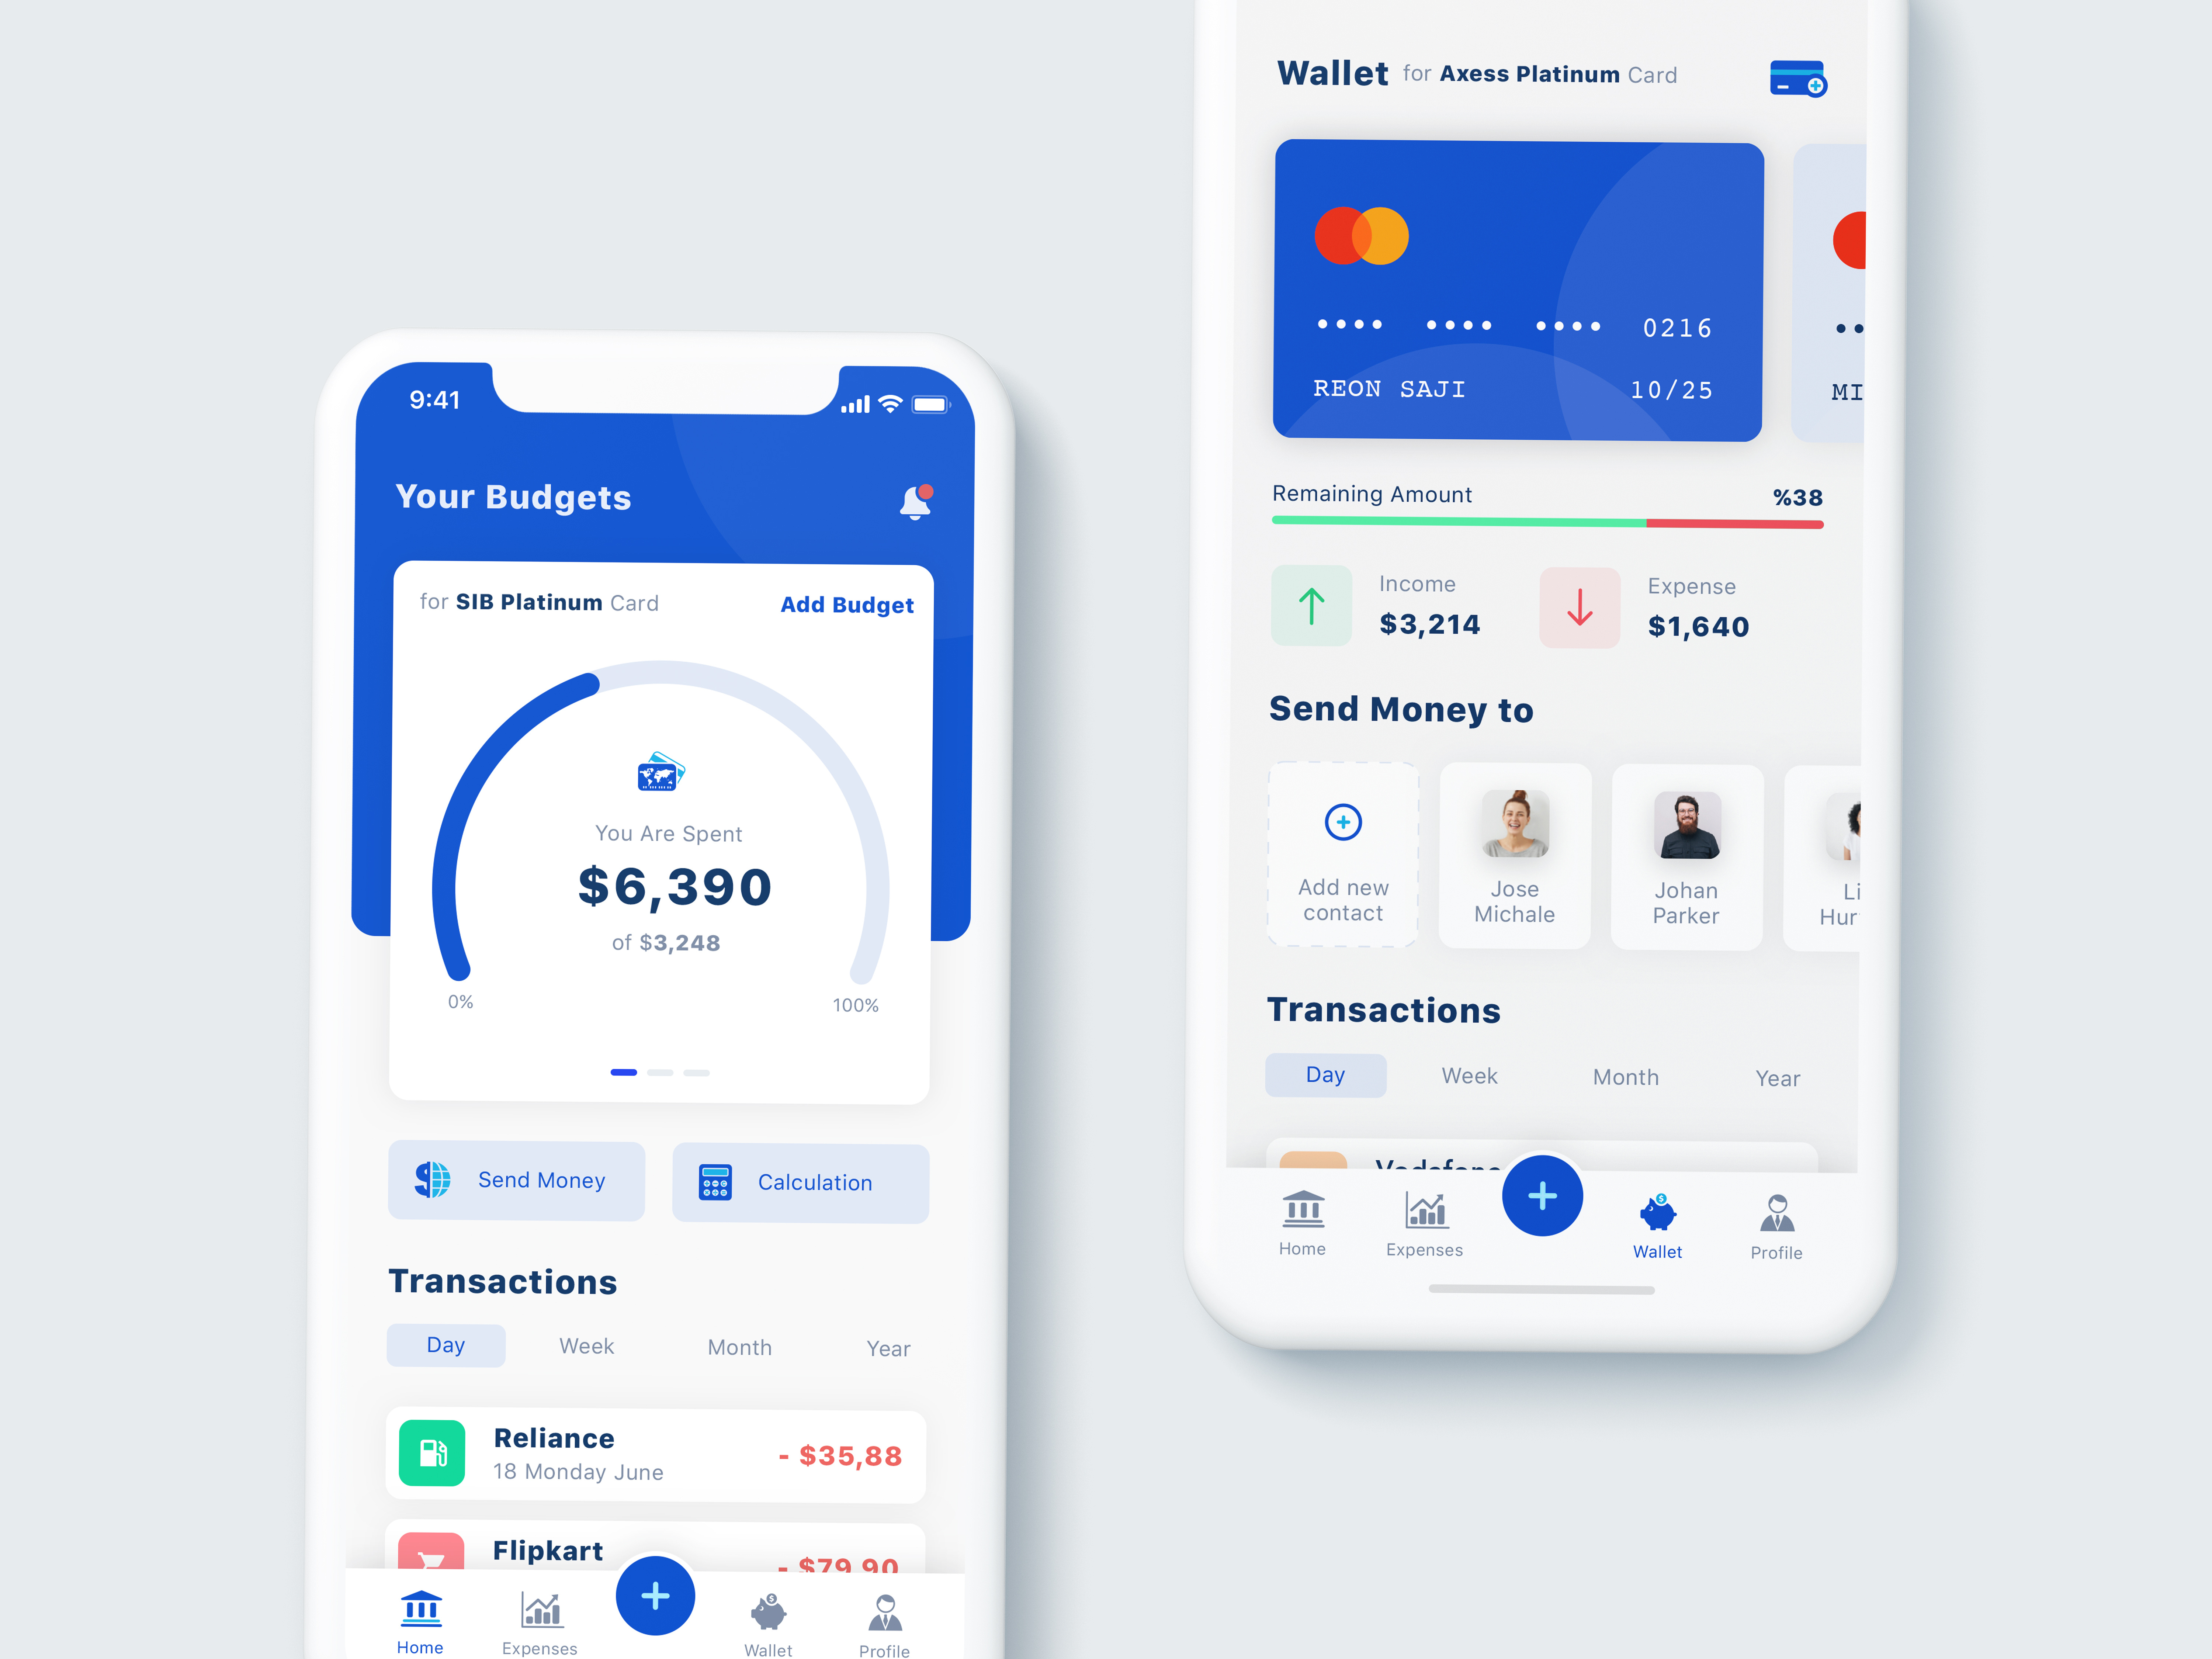 9:41
Your Budgets
for SIB Platinum Card
Add Budget
You Are Spent
$6,390
of $3,248
0%
100%
Send Money
Calculation
Transactions
Day
Week
Month
Year
Reliance
18 Monday June
- $35,88
Flipkart
- $79,90
Home
Expenses
Wallet
Profile
Wallet for Axess Platinum Card
0216
REON SAJI
10/25
MI
Remaining Amount
%38
Income
$3,214
Expense
$1,640
Send Money to
Add new
contact
Jose
Michale
Johan
Parker
Li
Hur
Transactions
Day
Week
Month
Year
Vodafone
Home
Expenses
Wallet
Profile